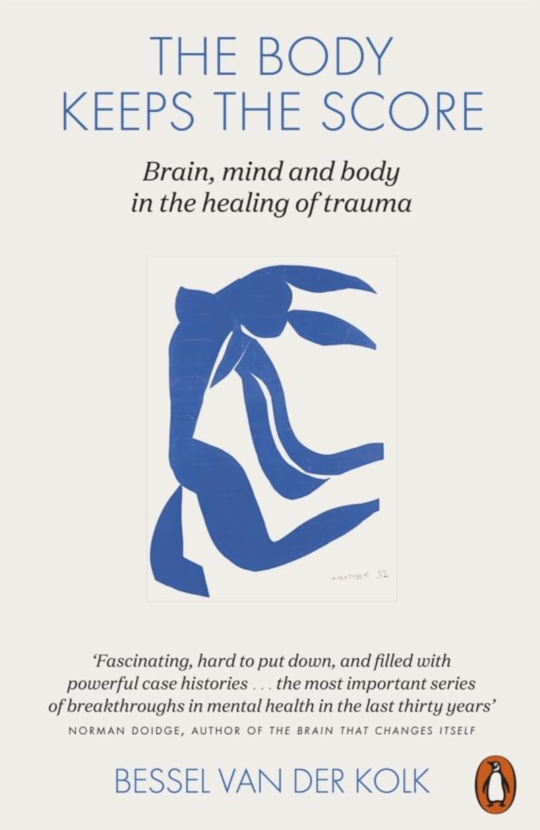 THE BODY
KEEPS THE SCORE
Brain, mind and body
in the healing of trauma
MATISSE 52
‘Fascinating, hard to put down, and filled with
powerful case histories . . . the most important series
of breakthroughs in mental health in the last thirty years’
NORMAN DOIDGE, AUTHOR OF THE BRAIN THAT CHANGES ITSELF
BESSEL VAN DER KOLK